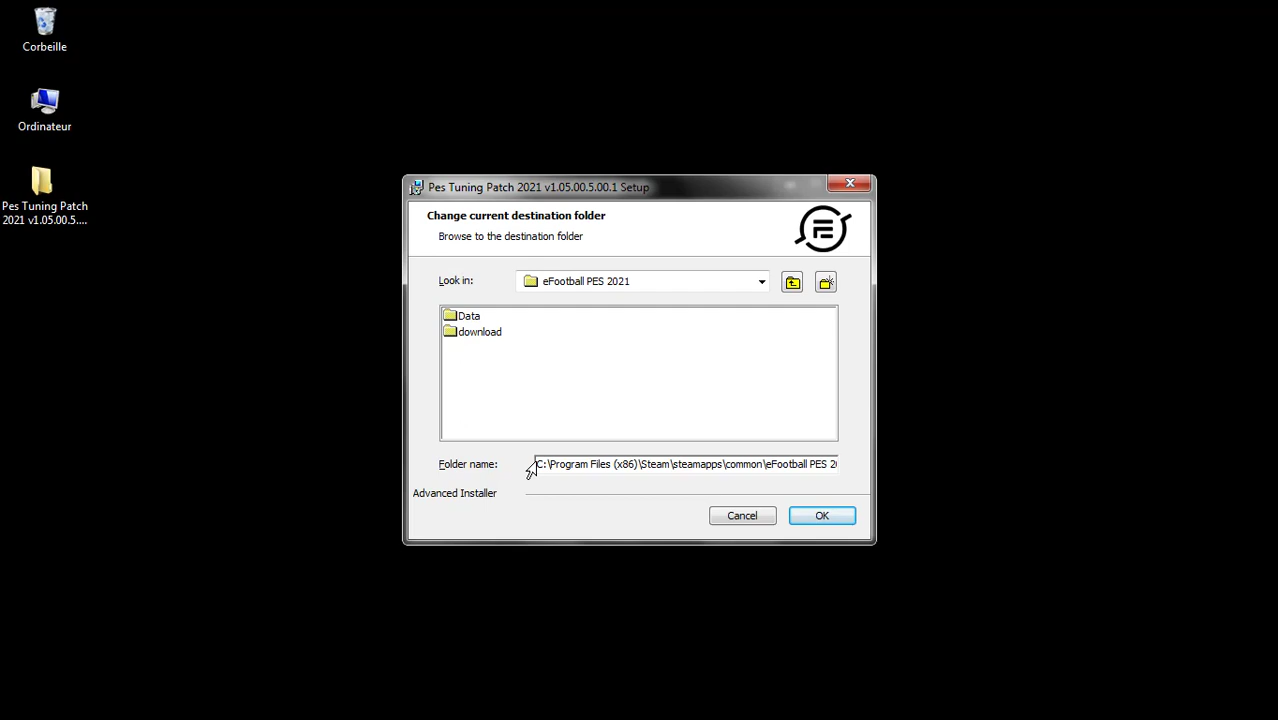 Corbeille
Ordinateur
Pes Tuning Patch
2021 v1.05.00.5....
Pes Tuning Patch 2021 v1.05.00.5.00.1 Setup
Change current destination folder
Browse to the destination folder
Look in:
eFootball PES 2021
Data
download
Folder name:
C:\Program Files (x86)\Steam\steamapps\common\eFootball PES 20
Advanced Installer
Cancel
OK